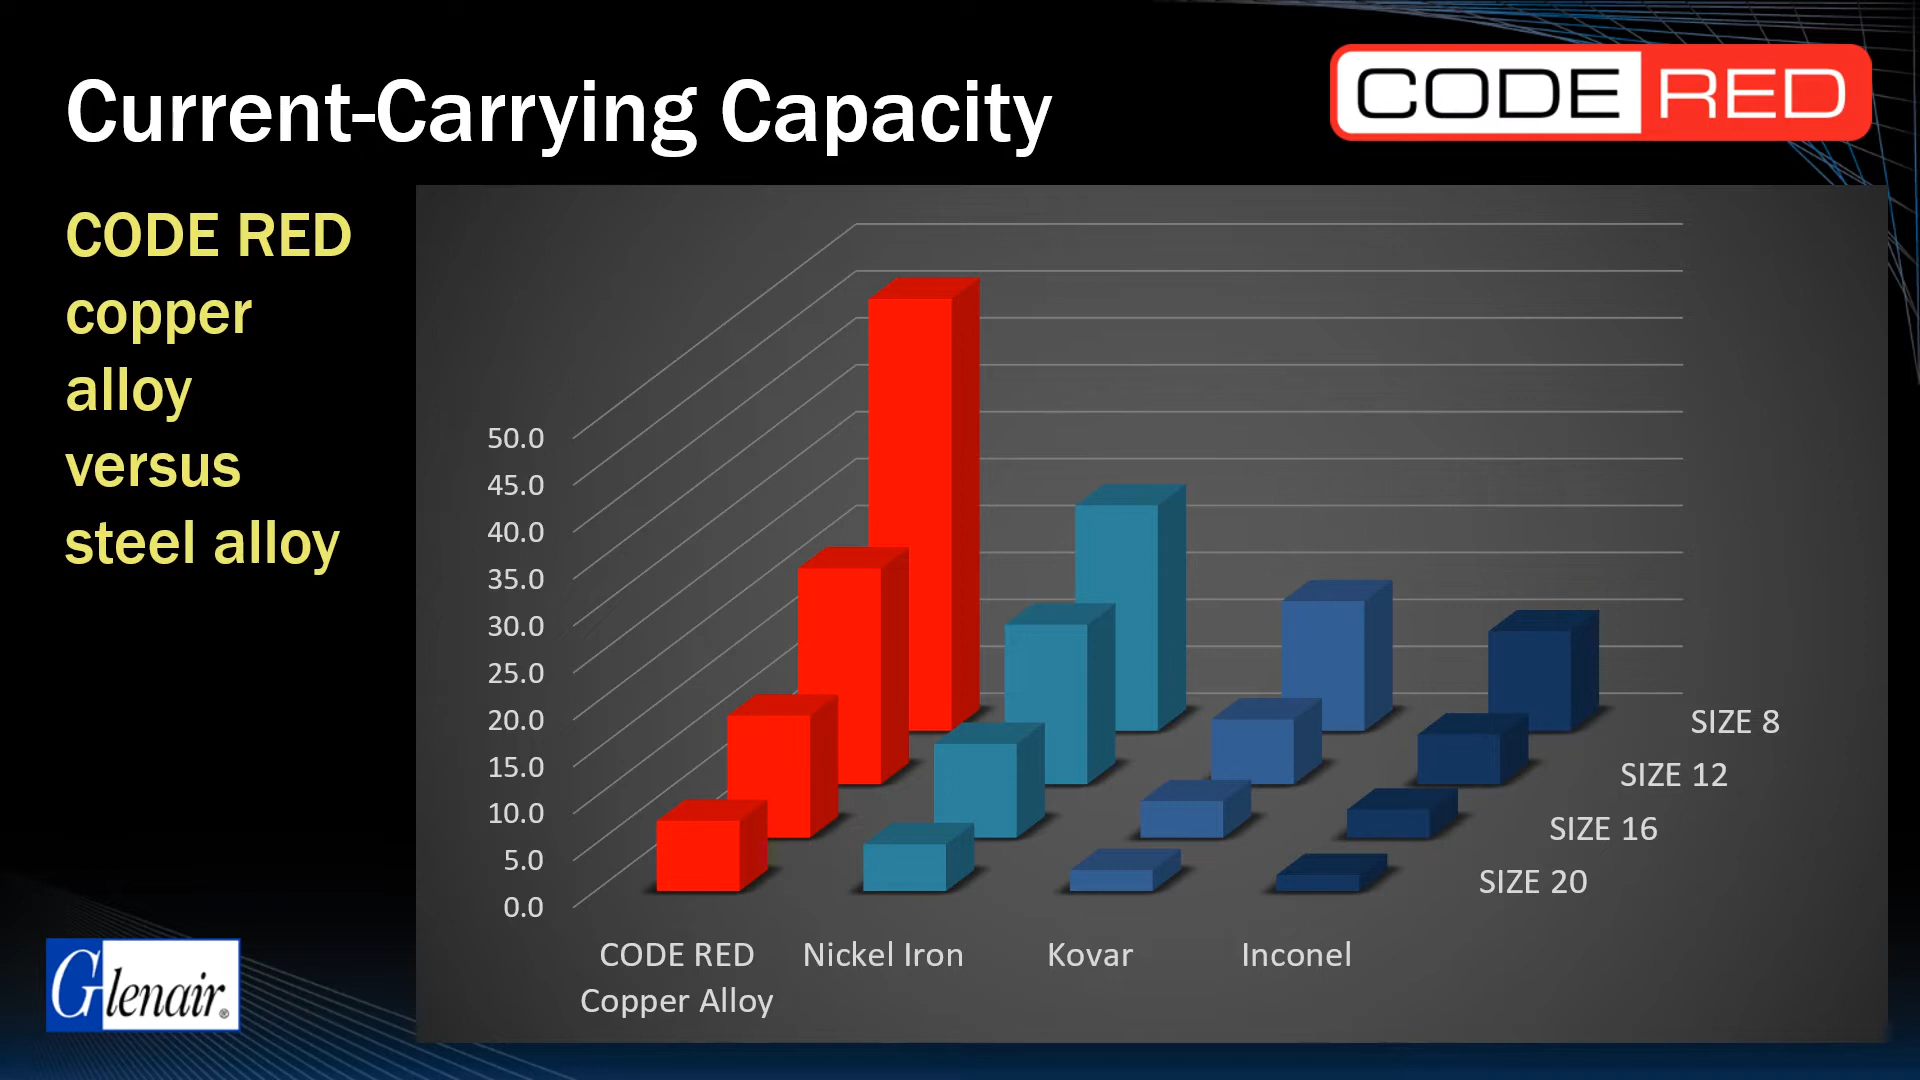 Current-Carrying Capacity
CODE RED
CODE RED
copper
alloy
versus
steel alloy
50.0
45.0
40.0
35.0
30.0
25.0
20.0
15.0
10.0
5.0
0.0
SIZE 8
SIZE 12
SIZE 16
SIZE 20
CODE RED
Copper Alloy
Nickel Iron
Kovar
Inconel
Glenair®